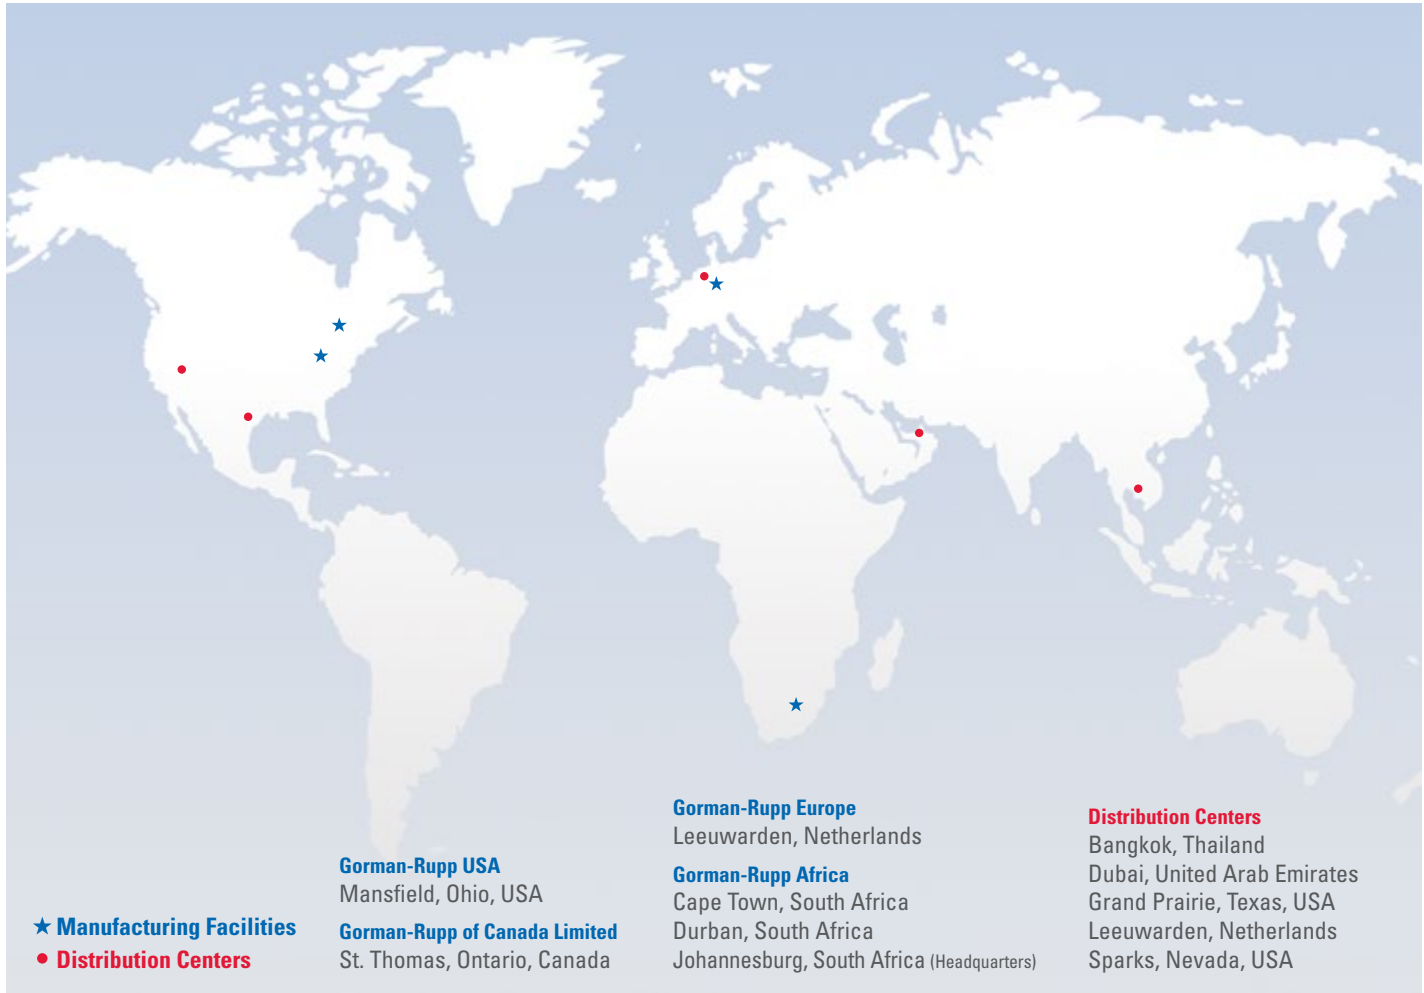 ★ Manufacturing Facilities
● Distribution Centers
Gorman-Rupp USA
Mansfield, Ohio, USA
Gorman-Rupp of Canada Limited
St. Thomas, Ontario, Canada
Gorman-Rupp Europe
Leeuwarden, Netherlands
Gorman-Rupp Africa
Cape Town, South Africa
Durban, South Africa
Johannesburg, South Africa (Headquarters)
Distribution Centers
Bangkok, Thailand
Dubai, United Arab Emirates
Grand Prairie, Texas, USA
Leeuwarden, Netherlands
Sparks, Nevada, USA